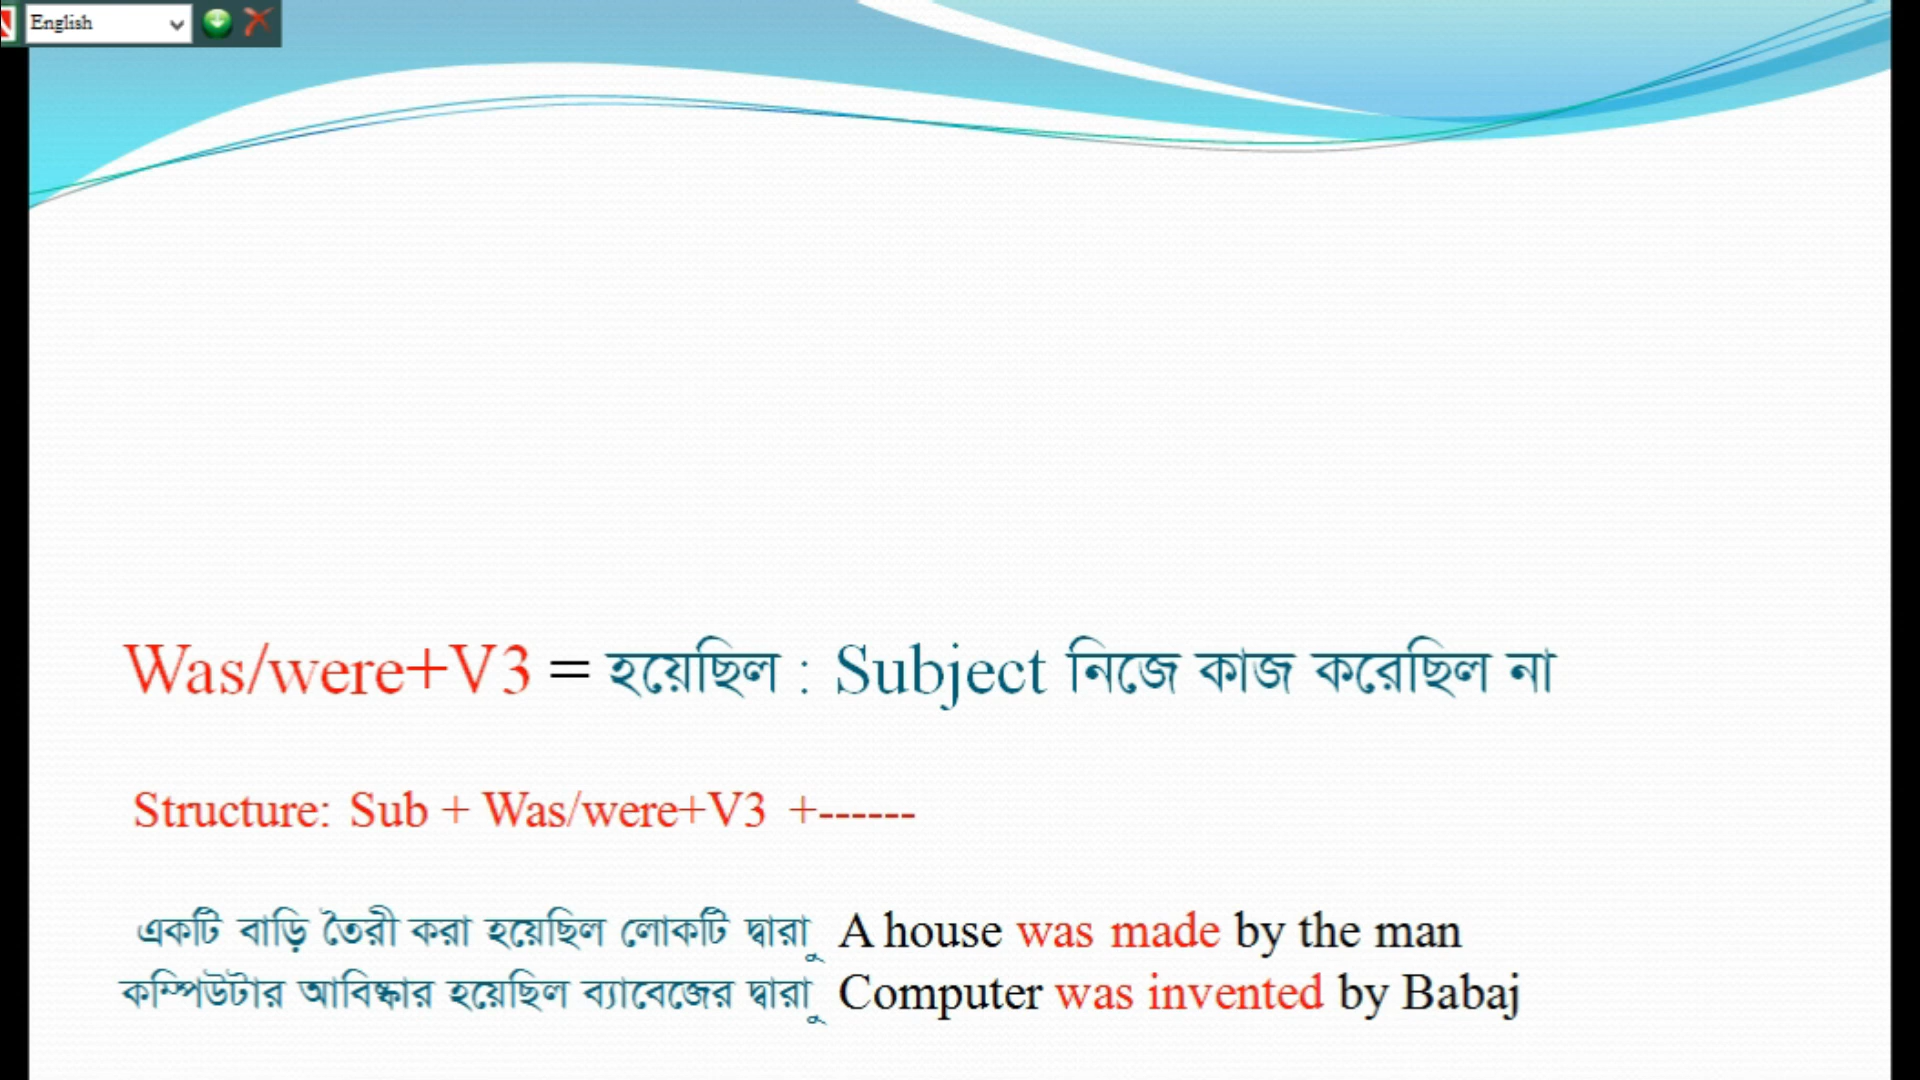 English
Was/were+V3 = হয়েছিল : Subject নিজে কাজ করেছিল না
Structure: Sub + Was/were+V3 +------
একটি বাড়ি তৈরী করা হয়েছিল লোকটি দ্বারা ু A house was made by the man
কম্পিউটার আবিষ্কার হয়েছিল ব্যাবেজের দ্বারা ু Computer was invented by Babaj